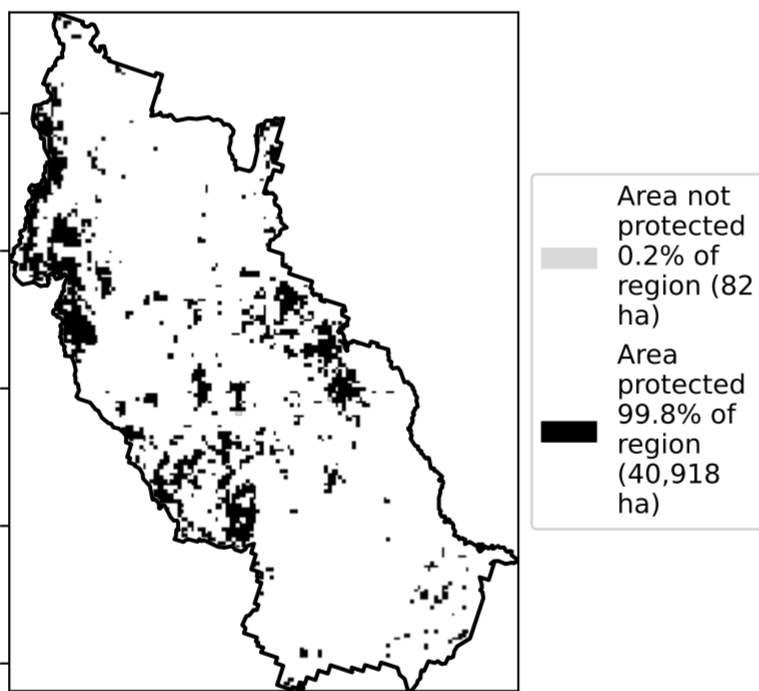 Area not
protected
0.2% of
region (82
ha)
Area
protected
99.8% of
region
(40,918
ha)